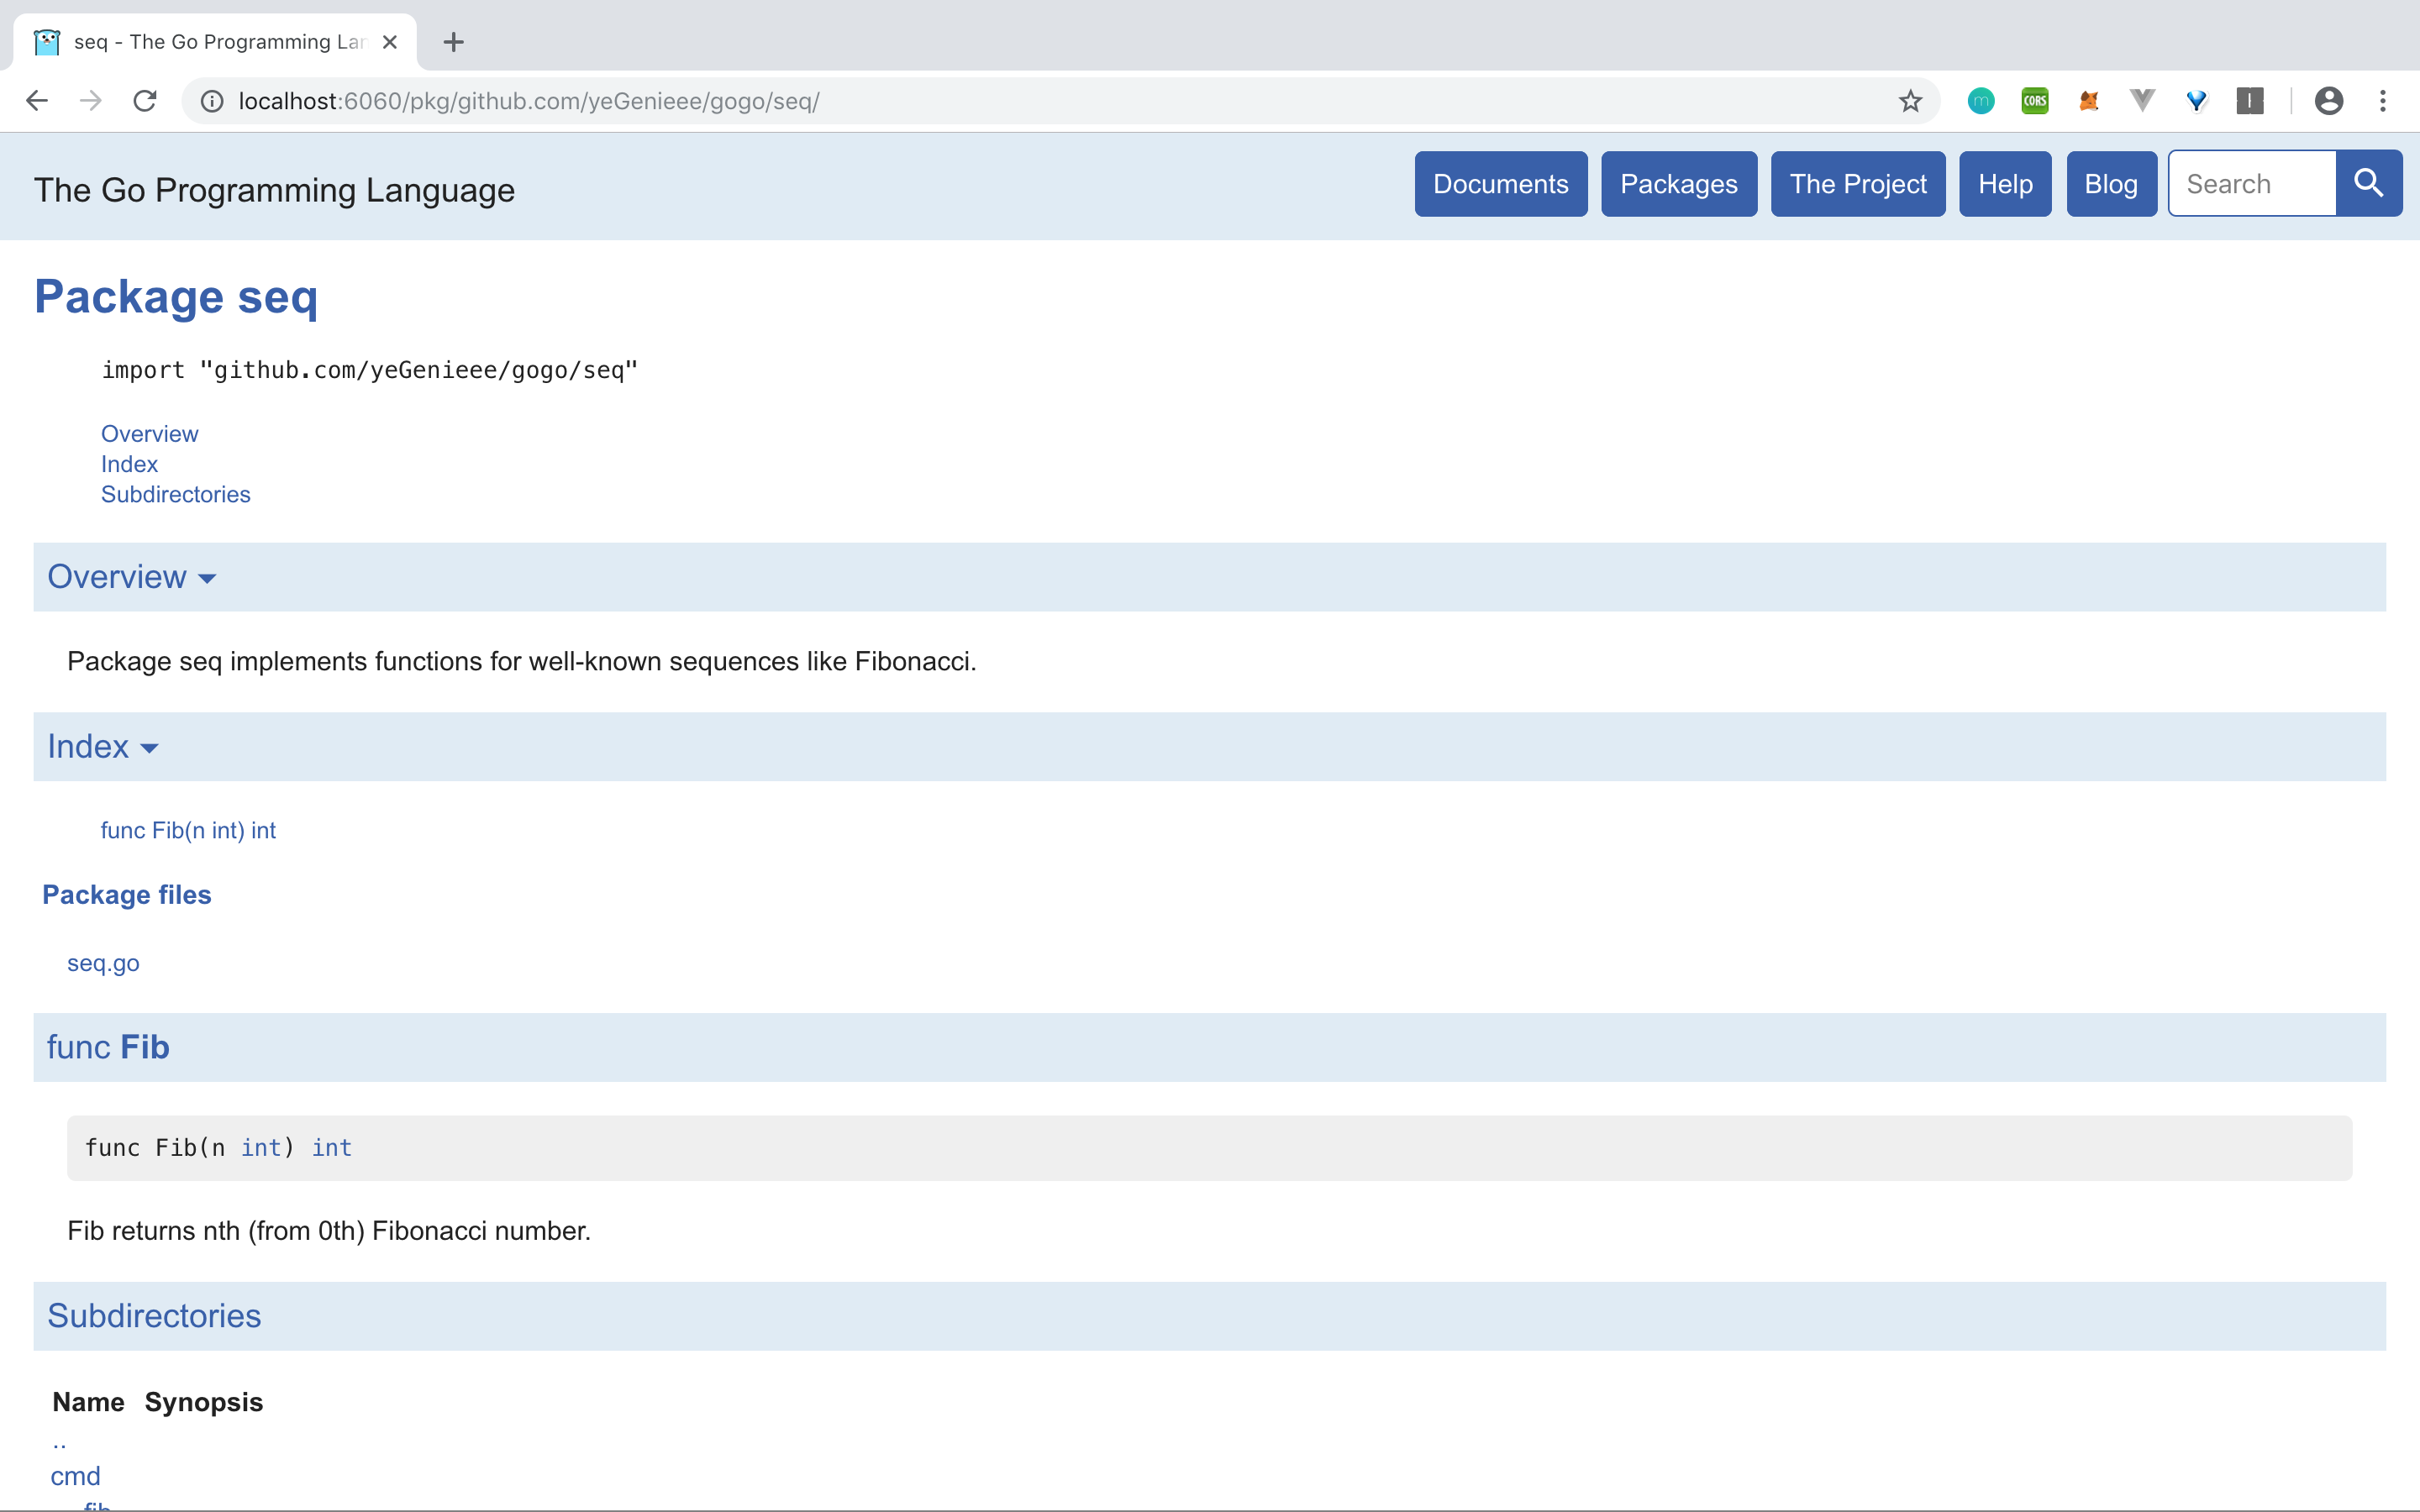 seq - The Go Programming Lan
localhost:6060/pkg/github.com/yeGenieee/gogo/seq/
CORS
The Go Programming Language
Documents
Packages
The Project
Help
Blog
Search
Package seq
import "github.com/yeGenieee/gogo/seq"
Overview
Index
Subdirectories
Overview
Package seq implements functions for well-known sequences like Fibonacci.
Index
func Fib(n int) int
Package files
seq.go
func Fib
func Fib(n int) int
Fib returns nth (from 0th) Fibonacci number.
Subdirectories
Name Synopsis
..
cmd
fib